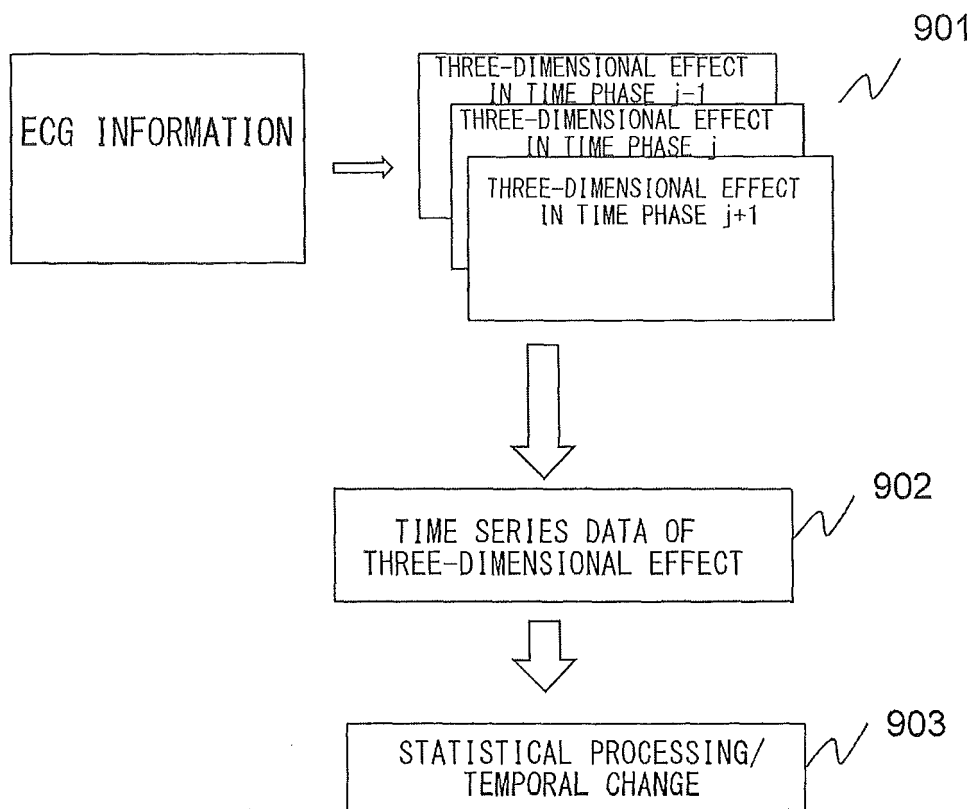 901
ECG INFORMATION
THREE-DIMENSIONAL EFFECT
IN TIME PHASE j-1
THREE-DIMENSIONAL EFFECT
IN TIME PHASE j
THREE-DIMENSIONAL EFFECT
IN TIME PHASE j+1
902
TIME SERIES DATA OF
THREE-DIMENSIONAL EFFECT
903
STATISTICAL PROCESSING/
TEMPORAL CHANGE